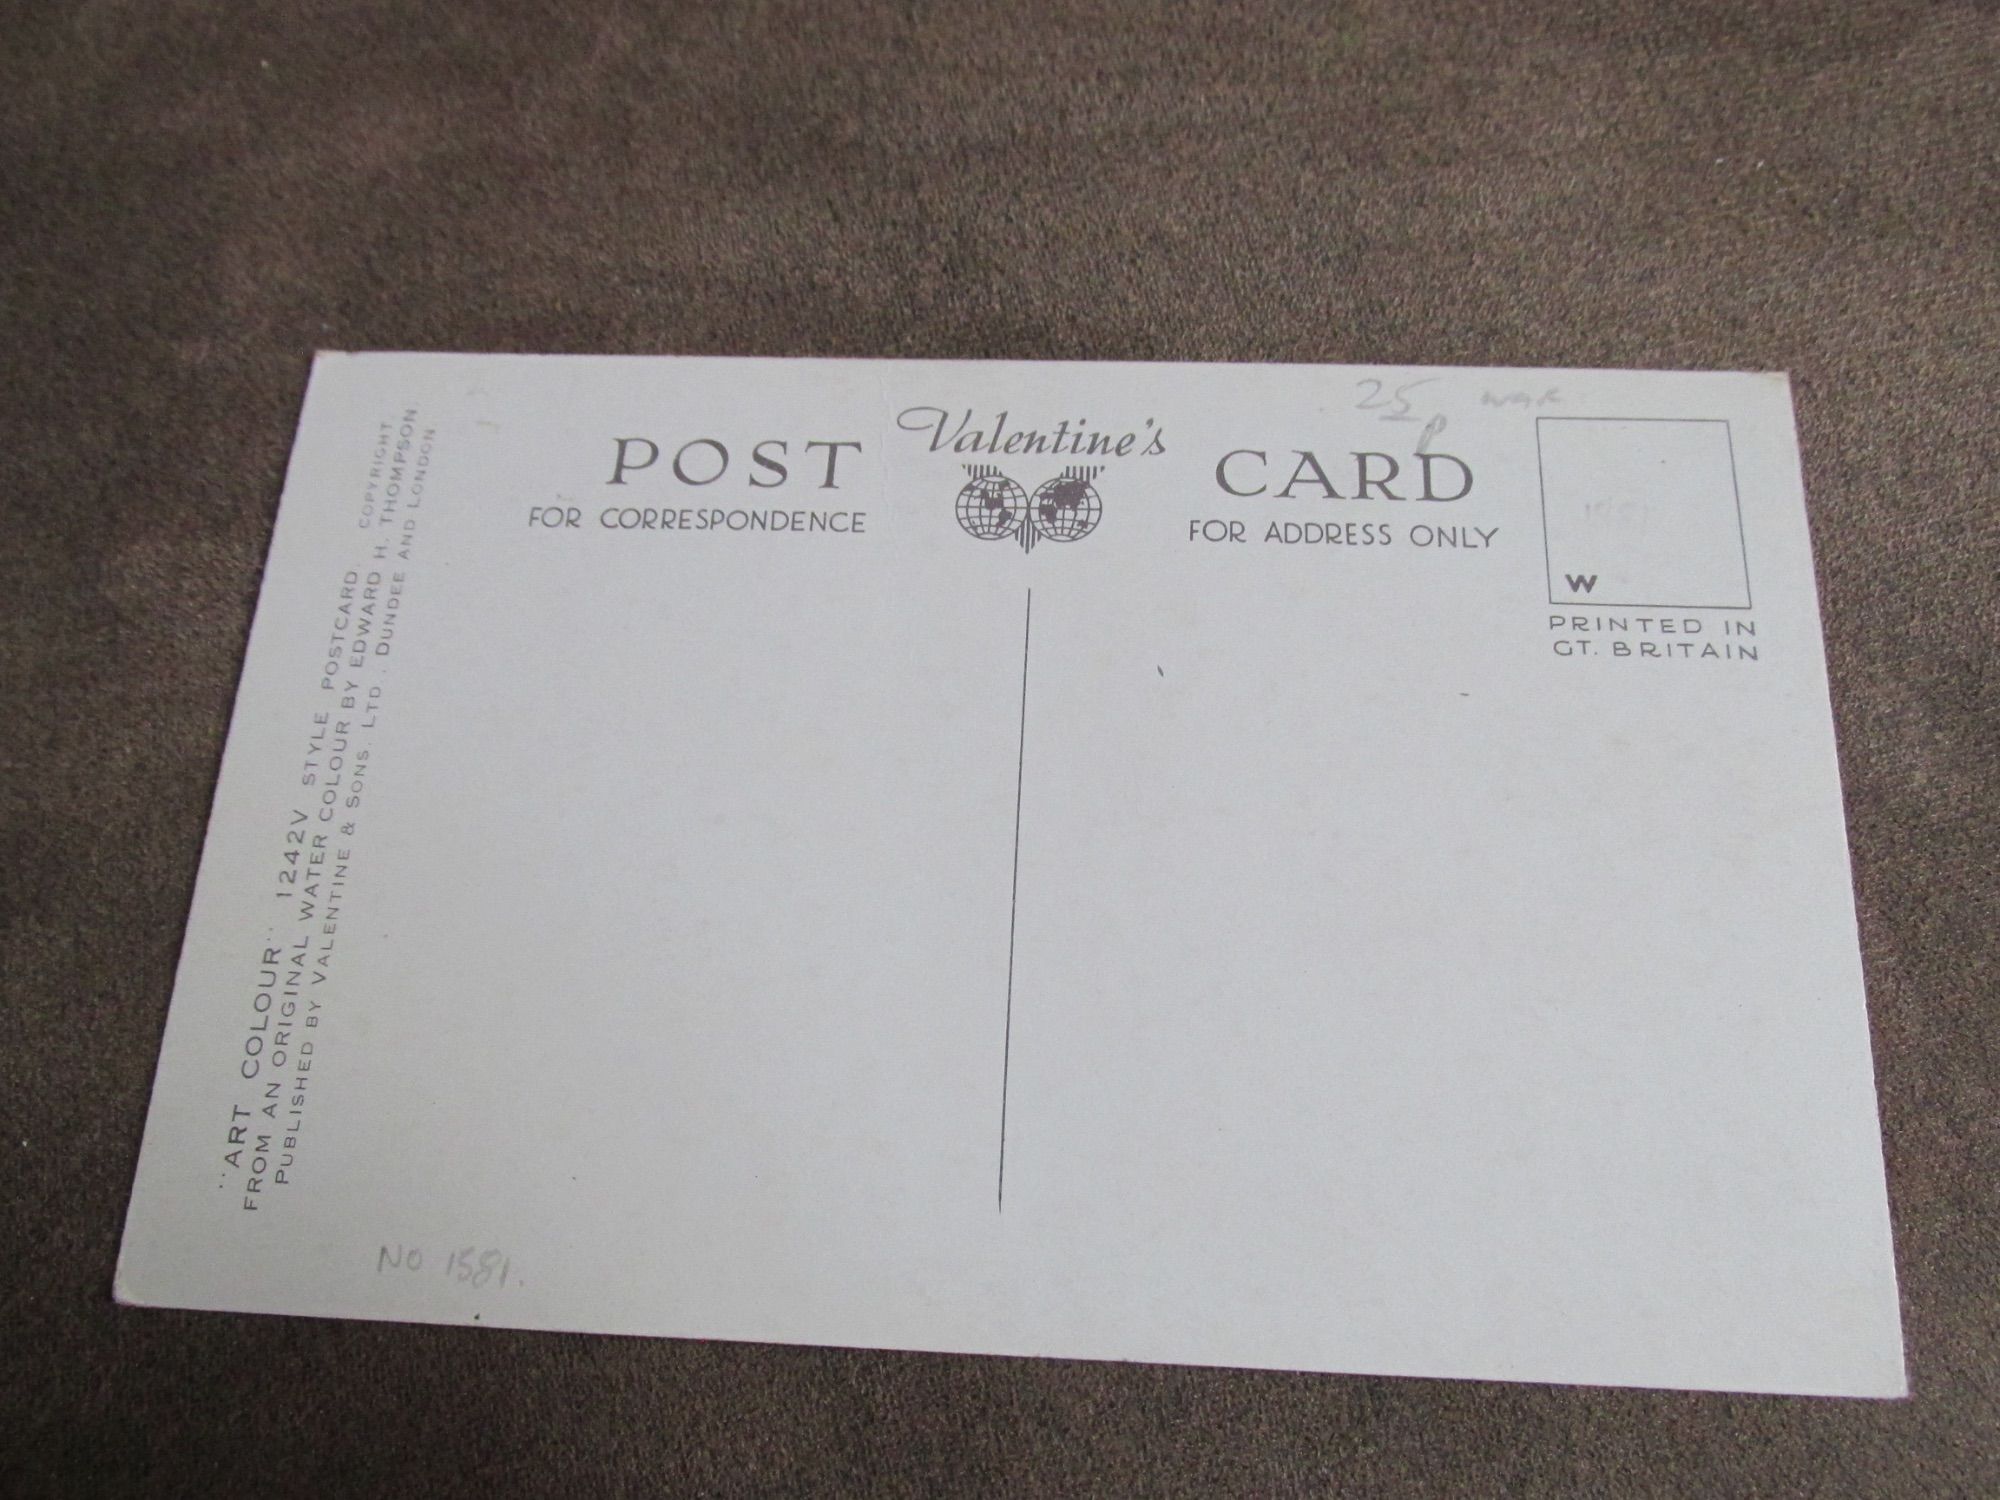 "ART COLOUR" 1242V STYLE POSTCARD. COPYRIGHT.
FROM AN ORIGINAL WATER COLOUR BY EDWARD H. THOMPSON.
PUBLISHED BY VALENTINE & SONS. LTD., DUNDEE AND LONDON
POST
FOR CORRESPONDENCE
Valentine's
CARD
FOR ADDRESS ONLY
25p
W
PRINTED IN
GT. BRITAIN
NO 1581.